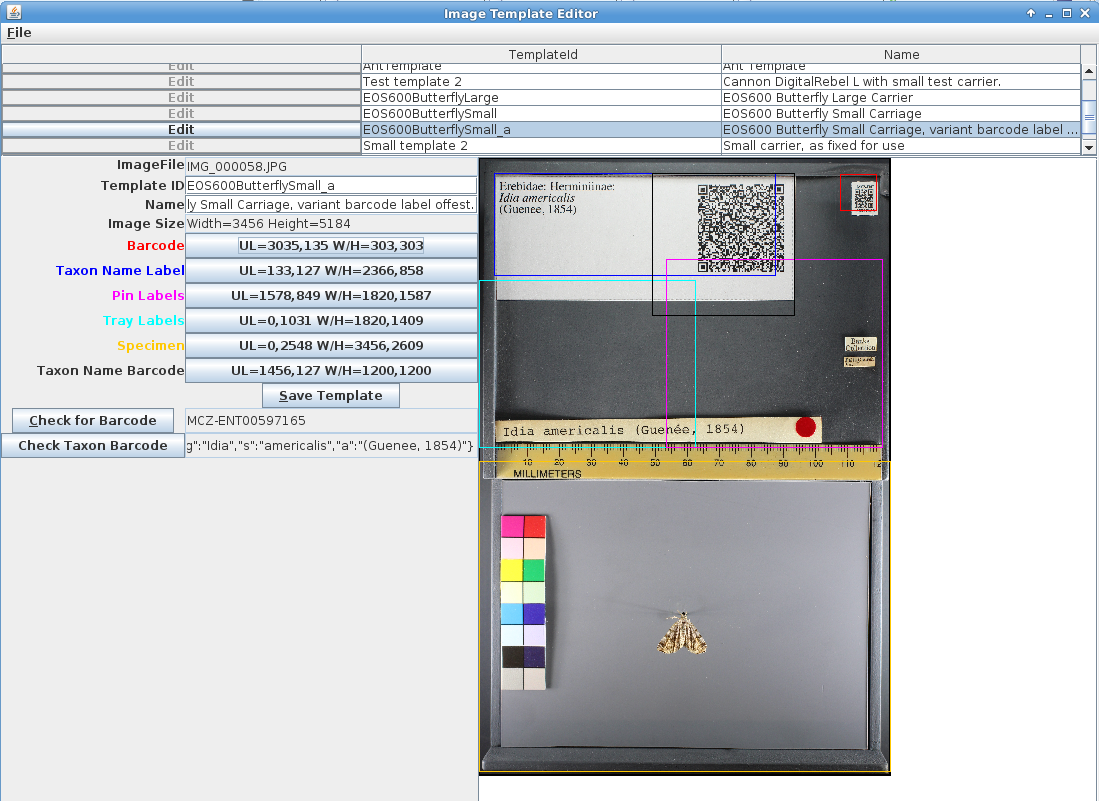 Image Template Editor
File
TemplateId Name
Edit AntTemplate Ant Template
Edit Test template 2 Cannon DigitalRebel L with small test carrier.
Edit EOS600ButterflyLarge EOS600 Butterfly Large Carrier
Edit EOS600ButterflySmall EOS600 Butterfly Small Carriage
Edit EOS600ButterflySmall_a EOS600 Butterfly Small Carriage, variant barcode label ...
Edit Small template 2 Small carrier, as fixed for use
ImageFile IMG_000058.JPG
Template ID EOS600ButterflySmall_a
Name ly Small Carriage, variant barcode label offest.
Image Size Width=3456 Height=5184
Barcode UL=3035,135 W/H=303,303
Taxon Name Label UL=133,127 W/H=2366,858
Pin Labels UL=1578,849 W/H=1820,1587
Tray Labels UL=0,1031 W/H=1820,1409
Specimen UL=0,2548 W/H=3456,2609
Taxon Name Barcode UL=1456,127 W/H=1200,1200
Save Template
Check for Barcode MCZ-ENT00597165
Check Taxon Barcode g":"Idia","s":"americalis","a":"(Guenee, 1854)"}
Erebidae: Herminiinae:
Idia americalis
(Guenee, 1854)
Collection
Idia americalis (Guenée, 1854)
10 20 30 40 50 60 70 80 90 100 110 12
MILLIMETERS